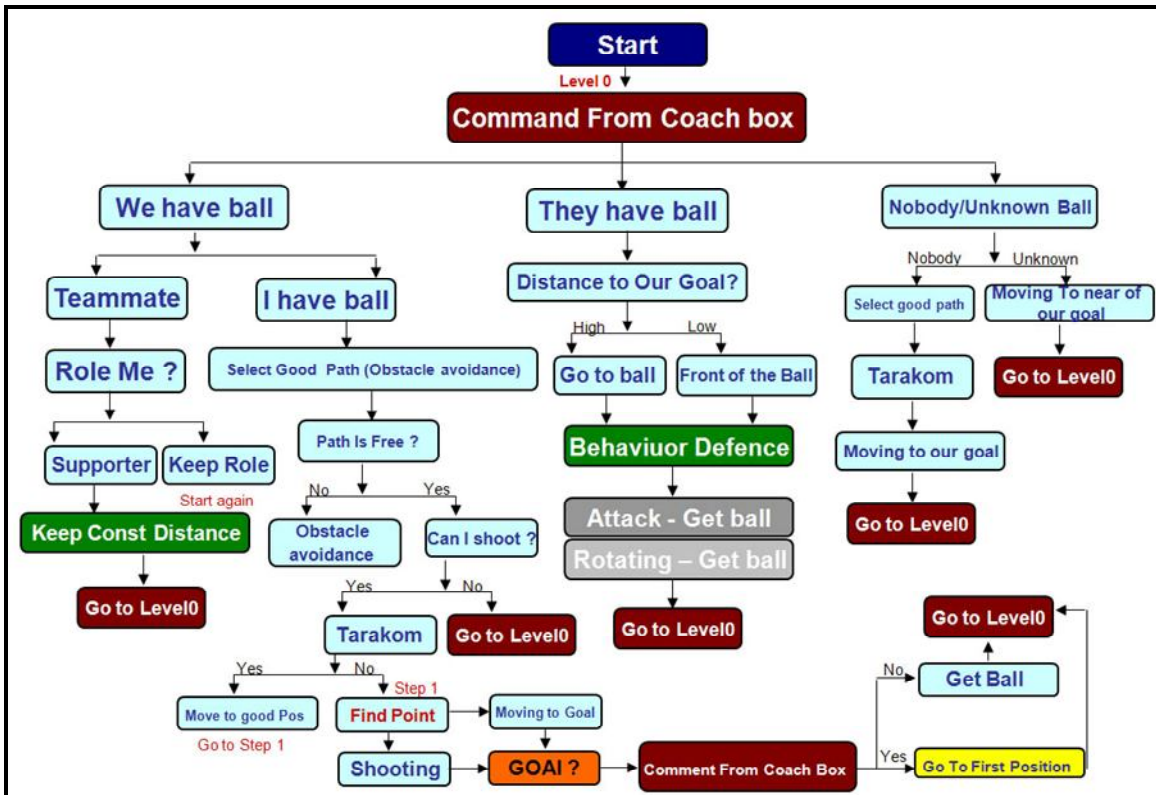 Start
Level 0
Command From Coach box
We have ball
They have ball
Nobody/Unknown Ball
Nobody
Unknown
Teammate
I have ball
Distance to Our Goal?
Select good path
Moving To near of
our goal
High
Low
Role Me ?
Select Good Path (Obstacle avoidance)
Go to ball
Front of the Ball
Tarakom
Go to Level0
Path Is Free ?
Behaviuor Defence
Moving to our goal
Supporter
Keep Role
Start again
No
Yes
Keep Const Distance
Obstacle
avoidance
Can I shoot ?
Attack - Get ball
Rotating – Get ball
Go to Level0
Yes
No
Go to Level0
Tarakom
Go to Level0
Go to Level0
Go to Level0
Yes
No
Step 1
No
Get Ball
Move to good Pos
Find Point
Moving to Goal
Go to Step 1
Shooting
GOAl ?
Comment From Coach Box
Yes
Go To First Position